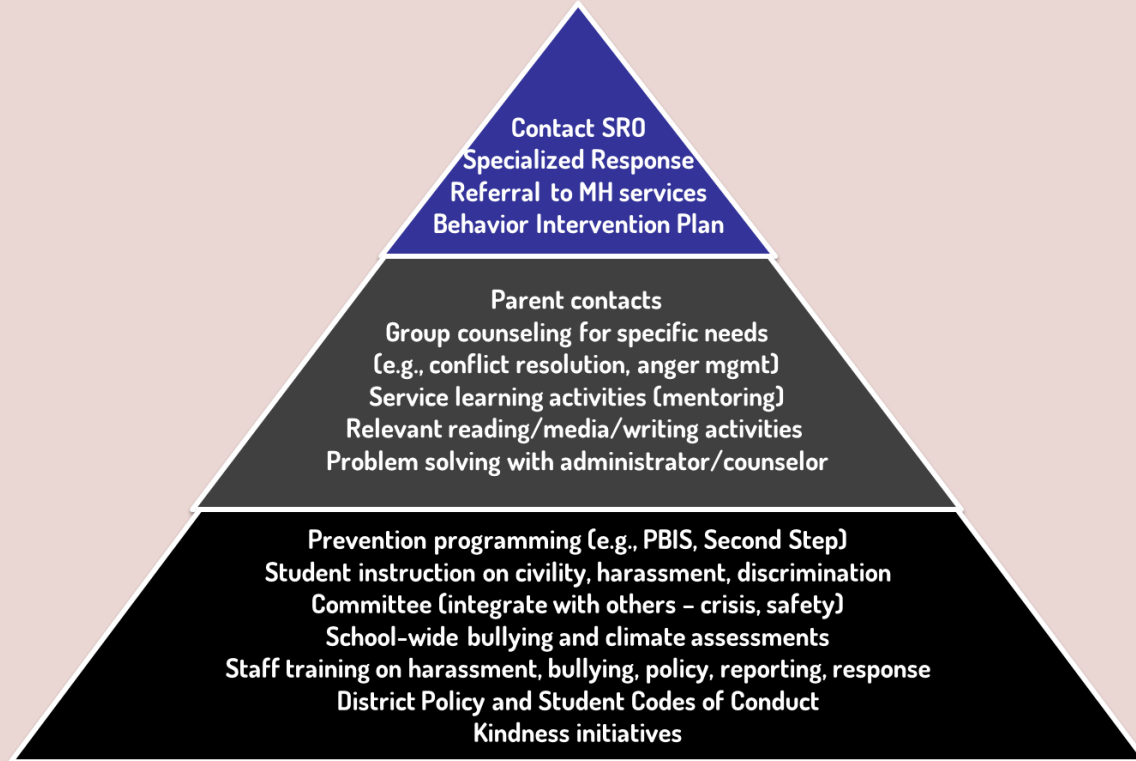 Contact SRO
Specialized Response
Referral to MH services
Behavior Intervention Plan
Parent contacts
Group counseling for specific needs
(e.g., conflict resolution, anger mgmt)
Service learning activities (mentoring)
Relevant reading/media/writing activities
Problem solving with administrator/counselor
Prevention programming (e.g., PBIS, Second Step)
Student instruction on civility, harassment, discrimination
Committee (integrate with others – crisis, safety)
School-wide bullying and climate assessments
Staff training on harassment, bullying, policy, reporting, response
District Policy and Student Codes of Conduct
Kindness initiatives